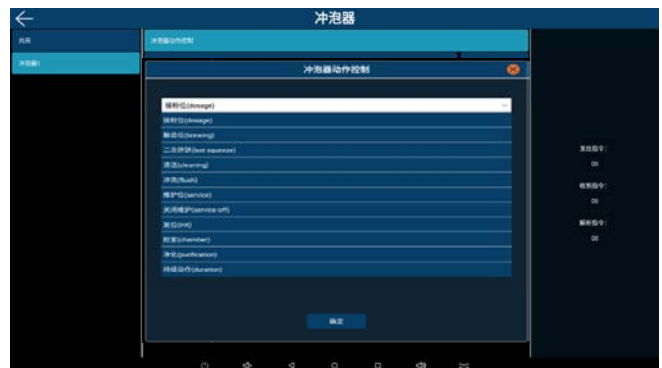 冲泡器
共用
冲泡器1
冲泡器动作控制
冲泡器动作控制
接粉位(dosage)
接粉位(dosage)
酿造位(brewing)
二次挤饼(last squeeze)
清洁(cleaning)
冲洗(flush)
维护位(service)
关闭维护(service off)
复位(init)
腔室(chamber)
净化(purification)
持续动作(duration)
确定
发出指令:
00
收到指令:
00
解析指令:
00